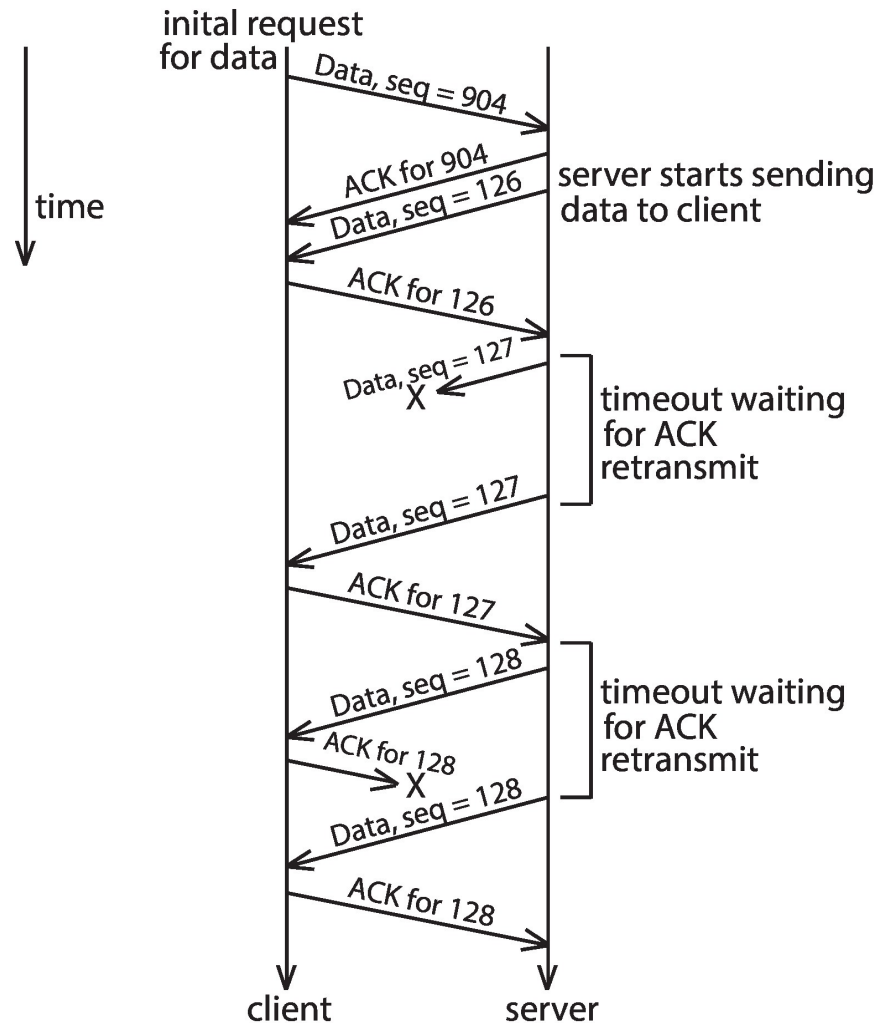 inital request
for data
Data, seq = 904
ACK for 904
Data, seq = 126
server starts sending
data to client
time
ACK for 126
Data, seq = 127
X
timeout waiting
for ACK
retransmit
Data, seq = 127
ACK for 127
Data, seq = 128
timeout waiting
for ACK
retransmit
ACK for 128
X
Data, seq = 128
ACK for 128
client
server